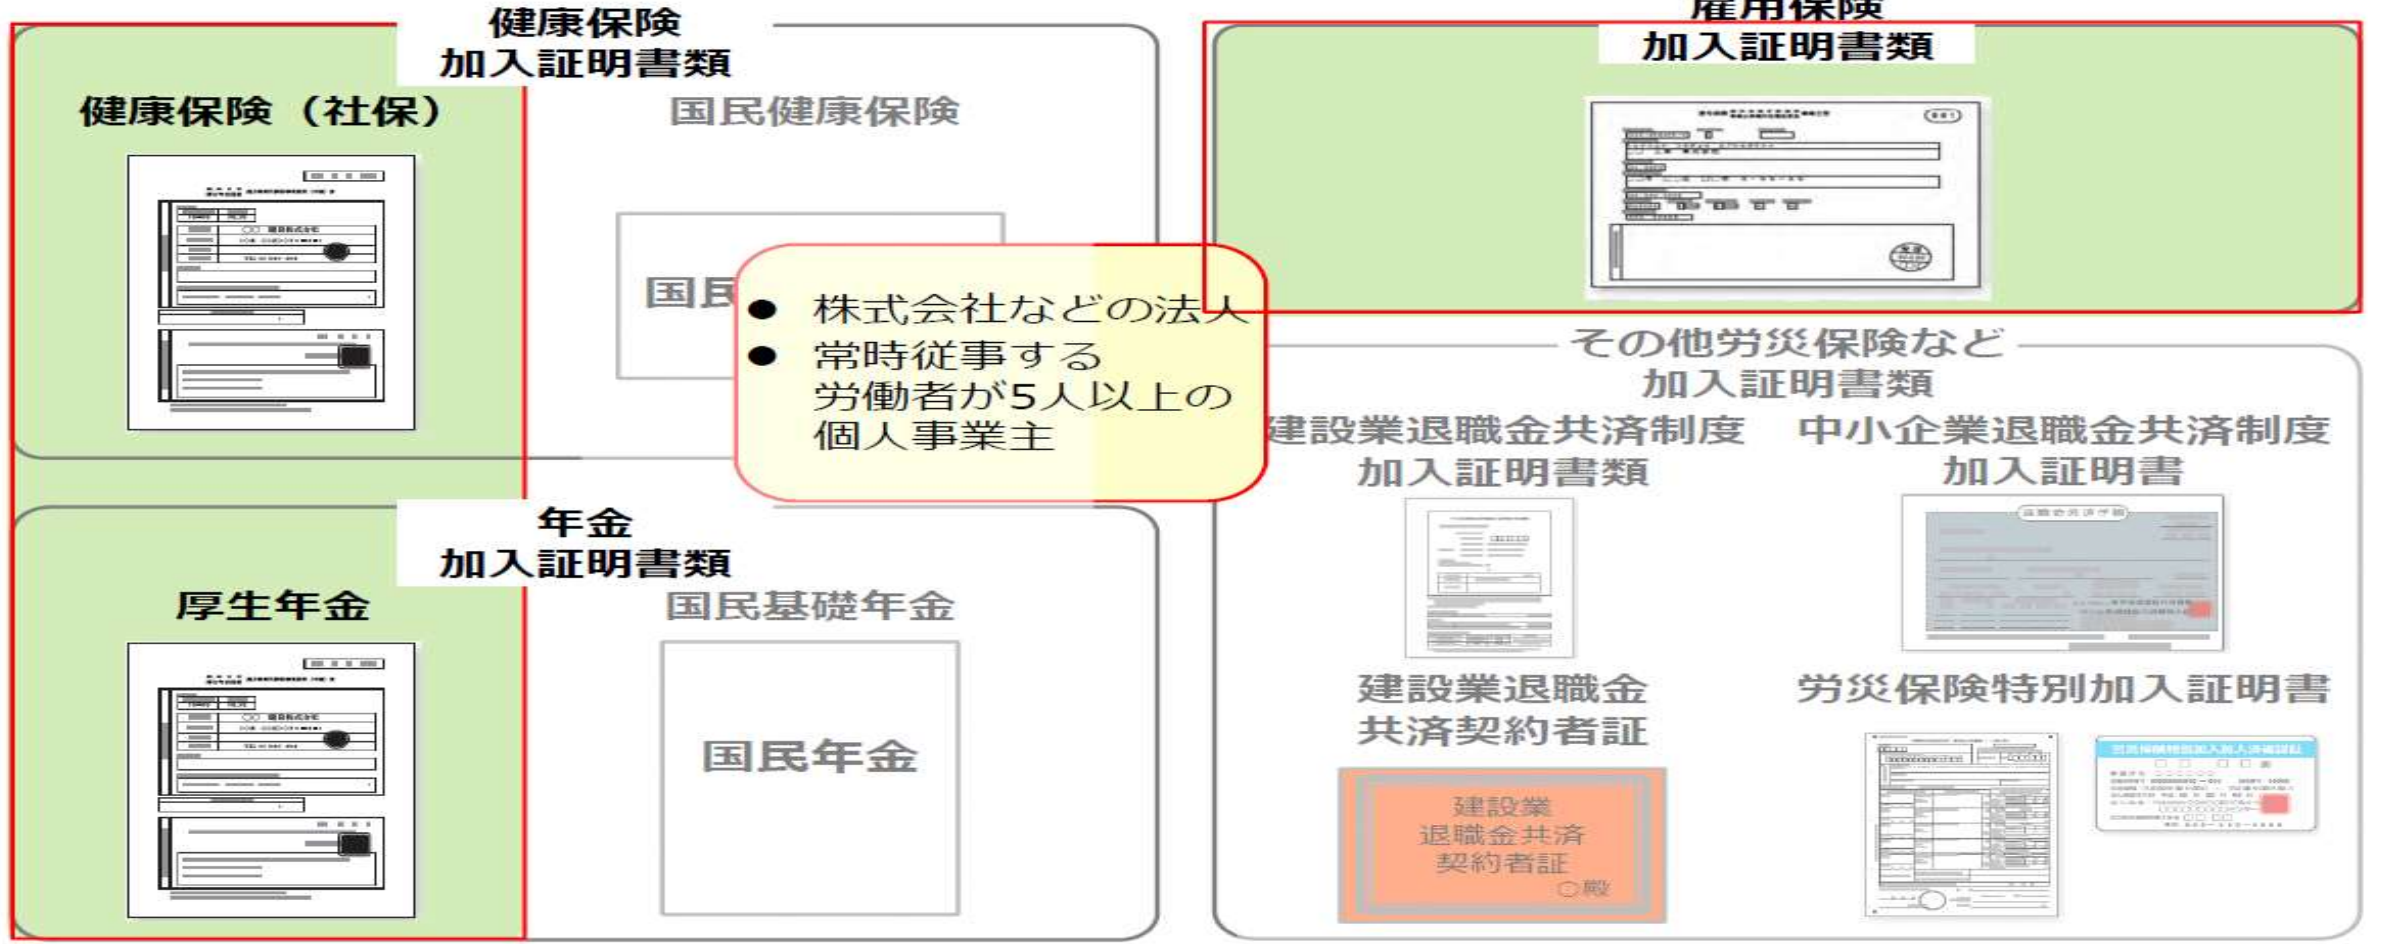 健康保険
加入証明書類
健康保険（社保）
国民健康保険
国民
年金
加入証明書類
厚生年金
国民基礎年金
国民年金
● 株式会社などの法人
● 常時従事する
労働者が5人以上の
個人事業主
雇用保険
加入証明書類
その他労災保険など
加入証明書類
建設業退職金共済制度
加入証明書類
中小企業退職金共済制度
加入証明書
建設業退職金
共済契約者証
建設業
退職金共済
契約者証
○殿
労災保険特別加入証明書